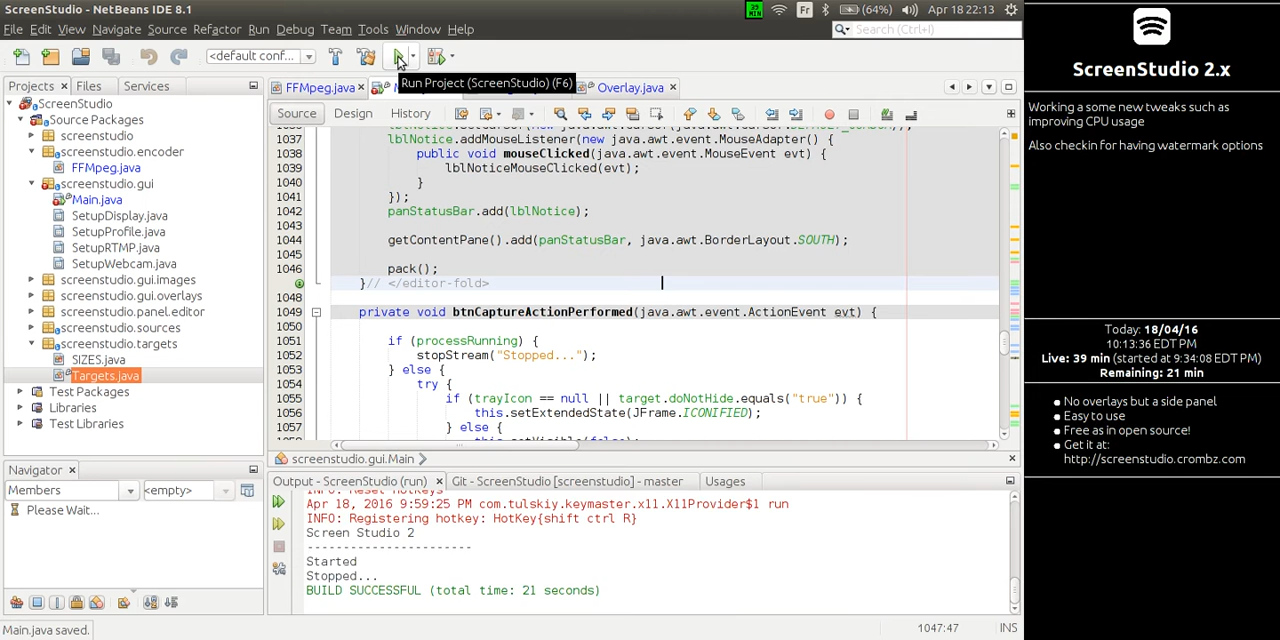 ScreenStudio - NetBeans IDE 8.1
25 MIN
Fr
(64%)
Apr 18 22:13
File Edit View Navigate Source Refactor Run Debug Team Tools Window Help
Search (Ctrl+I)
<default conf...
Run Project (ScreenStudio) (F6)
Projects
Files
Services
FFMpeg.java
Overlay.java
Source
Design
History
ScreenStudio
Source Packages
screenstudio
screenstudio.encoder
FFMpeg.java
screenstudio.gui
Main.java
SetupDisplay.java
SetupProfile.java
SetupRTMP.java
SetupWebcam.java
screenstudio.gui.images
screenstudio.gui.overlays
screenstudio.panel.editor
screenstudio.sources
screenstudio.targets
SIZES.java
Targets.java
Test Packages
Libraries
Test Libraries
1037 lblNotice.addMouseListener(new java.awt.event.MouseAdapter() {
1038 public void mouseClicked(java.awt.event.MouseEvent evt) {
1039 lblNoticeMouseClicked(evt);
1040 }
1041 });
1042 panStatusBar.add(lblNotice);
1043
1044 getContentPane().add(panStatusBar, java.awt.BorderLayout.SOUTH);
1045
1046 pack();
}// </editor-fold>
1048
1049 private void btnCaptureActionPerformed(java.awt.event.ActionEvent evt) {
1050
1051 if (processRunning) {
1052 stopStream("Stopped...");
1053 } else {
1054 try {
1055 if (trayIcon == null || target.doNotHide.equals("true")) {
1056 this.setExtendedState(JFrame.ICONIFIED);
1057 } else {
screenstudio.gui.Main
Navigator
Members
<empty>
Please Wait...
Output - ScreenStudio (run)
Git - ScreenStudio [screenstudio] - master
Usages
INFO: Reset hotkeys
Apr 18, 2016 9:59:25 PM com.tulskiy.keymaster.x11.X11Provider$1 run
INFO: Registering hotkey: HotKey{shift ctrl R}
Screen Studio 2
-----------------------
Started
Stopped...
BUILD SUCCESSFUL (total time: 21 seconds)
Main.java saved.
1047:47
INS
ScreenStudio 2.x
Working a some new tweaks such as
improving CPU usage
Also checkin for having watermark options
Today: 18/04/16
10:13:36 EDT PM
Live: 39 min (started at 9:34:08 EDT PM)
Remaining: 21 min
No overlays but a side panel
Easy to use
Free as in open source!
Get it at:
http://screenstudio.crombz.com